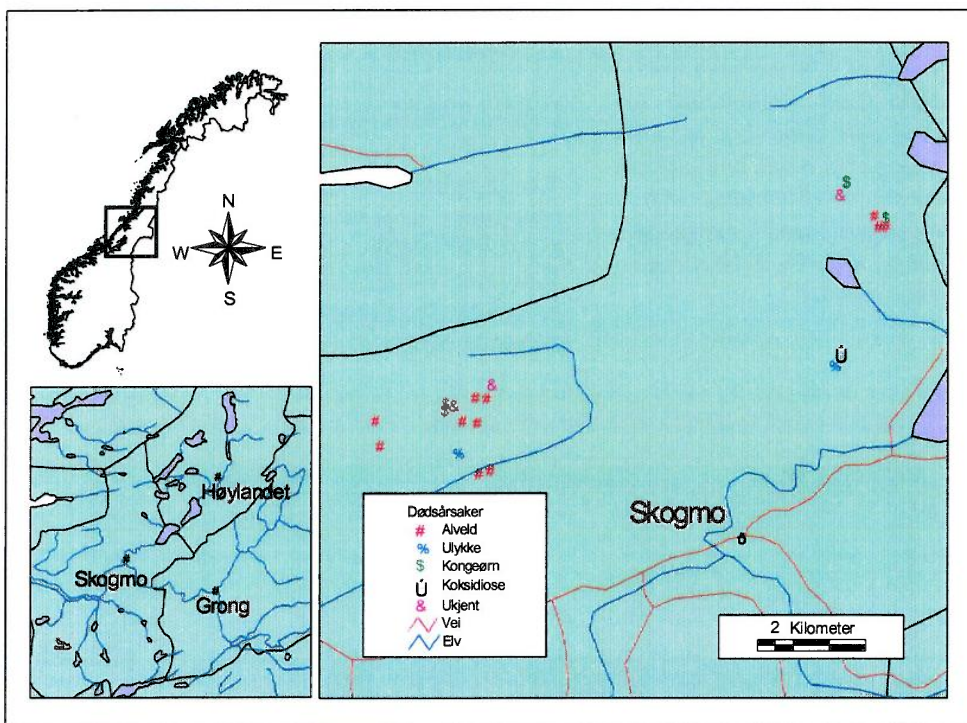 N
W E
S
Høylandet
Skogmo
Grong
$
&
#
$
##
Ú
%
&
##
$&
$
#
##
#
%
##
Skogmo
Dødsårsaker
# Alveld
% Ulykke
$ Kongeørn
Ú Koksidiose
& Ukjent
Vei
Elv
2 Kilometer